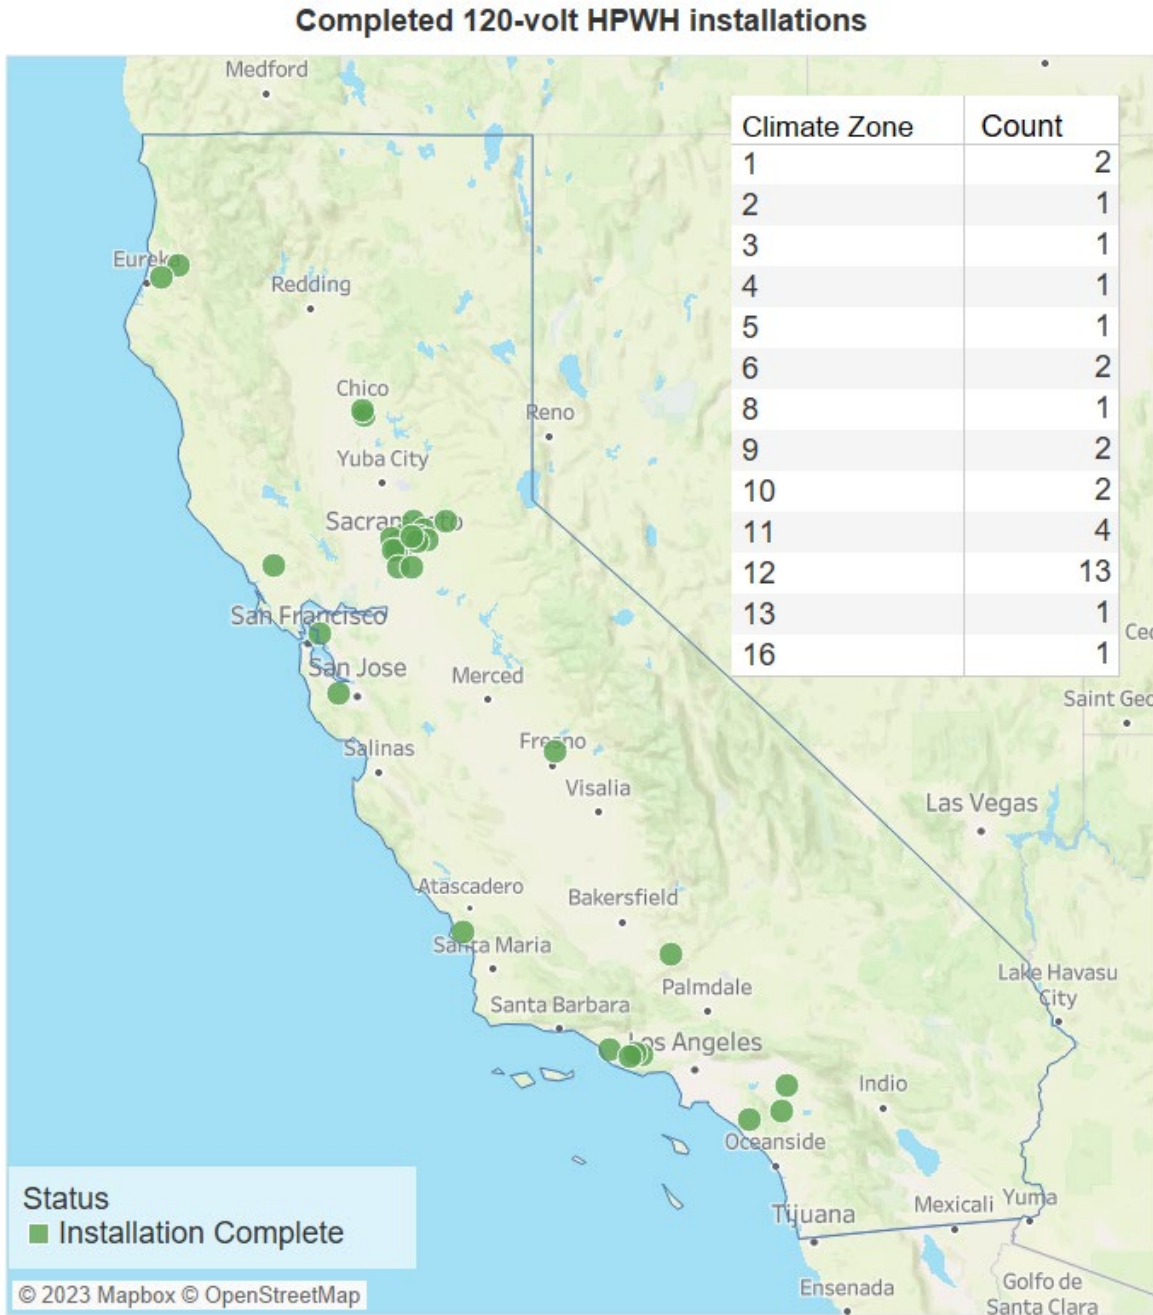 Completed 120-volt HPWH installations
Medford
Climate Zone Count
1 2
2 1
3 1
4 1
5 1
6 2
8 1
9 2
10 2
11 4
12 13
13 1
16 1
Eureka
Redding
Chico
Reno
Yuba City
Sacramento
San Francisco
San Jose
Merced
Ced
Saint Geo
Salinas
Fresno
Visalia
Las Vegas
Atascadero
Bakersfield
Santa Maria
Palmdale
Lake Havasu
City
Santa Barbara
Los Angeles
Indio
Oceanside
Tijuana
Mexicali
Yuma
Ensenada
Golfo de
Santa Clara
Status
Installation Complete
© 2023 Mapbox © OpenStreetMap